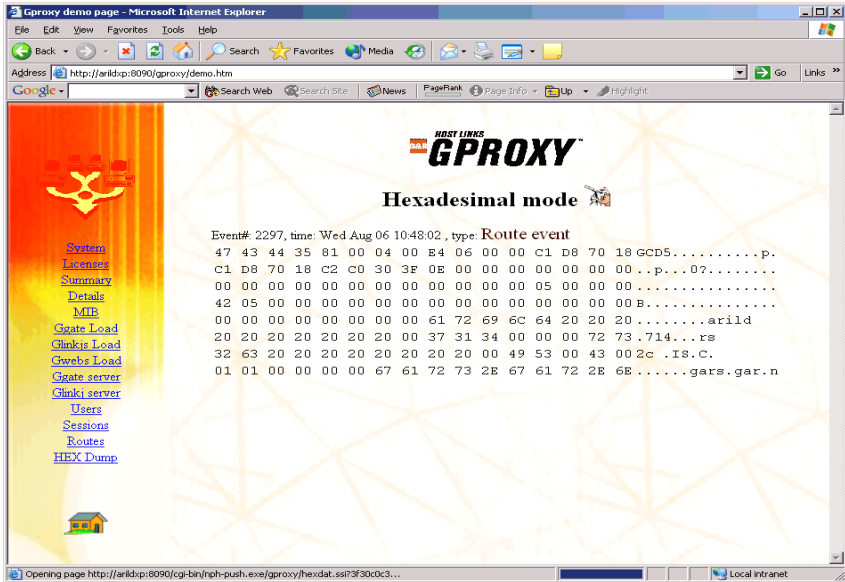 Gproxy demo page - Microsoft Internet Explorer
File Edit View Favorites Tools Help
Back Search Favorites Media
Address http://arildxp:8090/gproxy/demo.htm Go Links »
Google Search Web Search Site News PageRank Page Info Up Highlight
HOST LINKS
G&R GPROXY™
Hexadesimal mode
System
Licenses
Summary
Details
MIB
Ggate Load
Glinkjs Load
Gwebs Load
Ggate server
Glinkj server
Users
Sessions
Routes
HEX Dump
Event#: 2297, time: Wed Aug 06 10:48:02 , type: Route event
47 43 44 35 81 00 04 00 E4 06 00 00 C1 D8 70 18 GCD5..........p.
C1 D8 70 18 C2 C0 30 3F 0E 00 00 00 00 00 00 00 ..p...0?........
00 00 00 00 00 00 00 00 00 00 00 00 05 00 00 00 ................
42 05 00 00 00 00 00 00 00 00 00 00 00 00 00 00 B...............
00 00 00 00 00 00 00 00 61 72 69 6C 64 20 20 20 ........arild
20 20 20 20 20 20 20 00 37 31 34 00 00 00 72 73 .714...rs
32 63 20 20 20 20 20 20 20 20 20 00 49 53 00 43 00 2c .IS.C.
01 01 00 00 00 00 67 61 72 73 2E 67 61 72 2E 6E ......gars.gar.n
Opening page http://arildxp:8090/cgi-bin/nph-push.exe/gproxy/hexdat.ssi?3f30c0c3... Local intranet